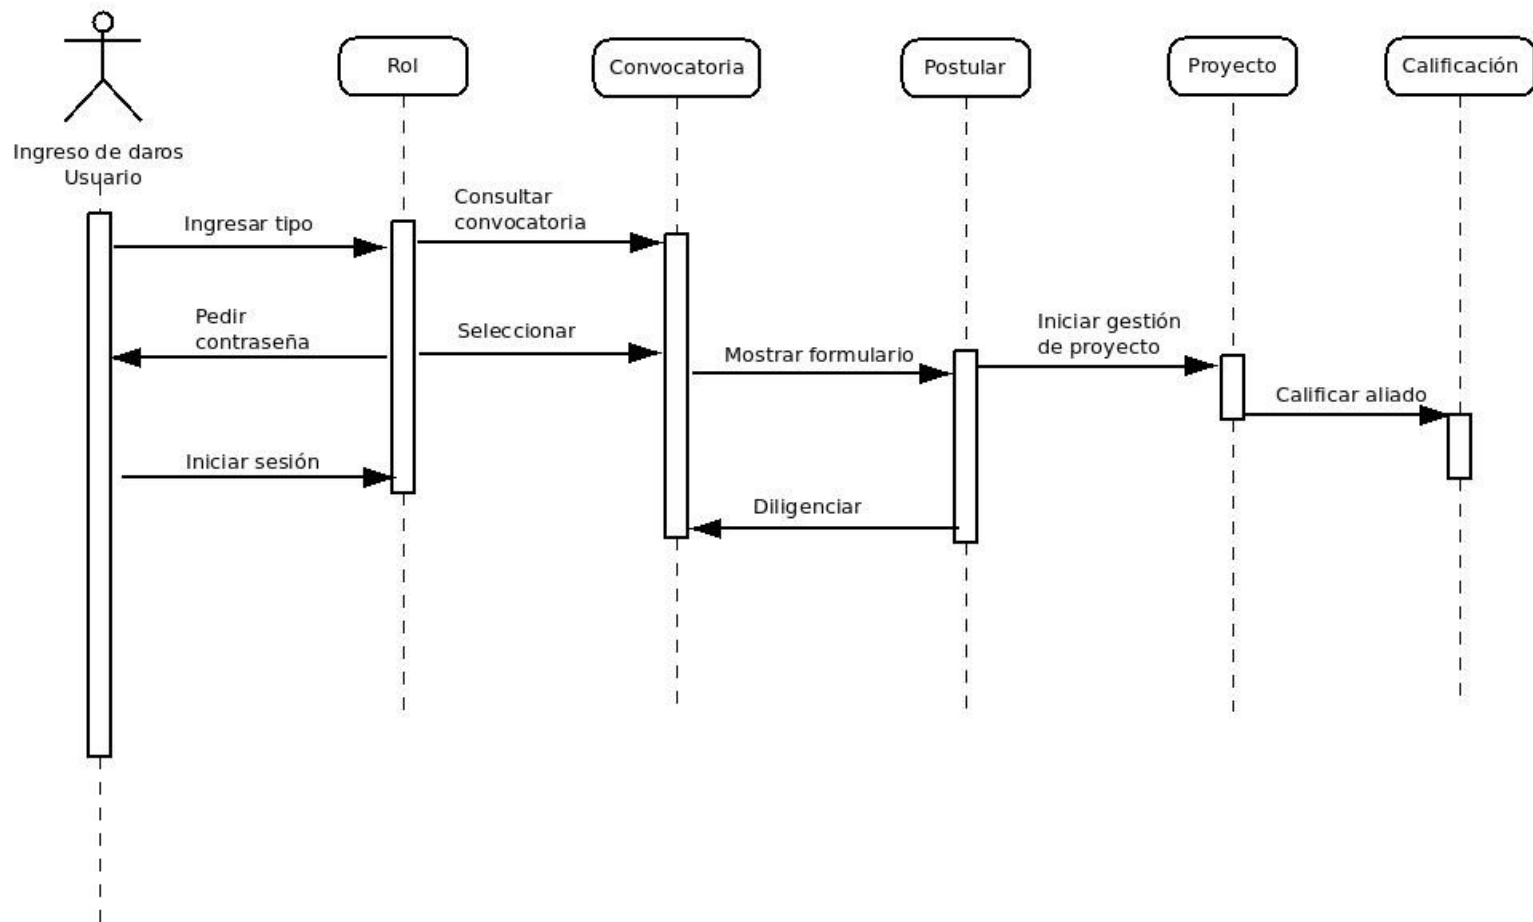 Rol
Convocatoria
Postular
Proyecto
Calificación
Ingreso de daros
Usuario
Ingresar tipo
Consultar
convocatoria
Pedir
contraseña
Seleccionar
Mostrar formulario
Iniciar gestión
de proyecto
Calificar aliado
Iniciar sesión
Diligenciar